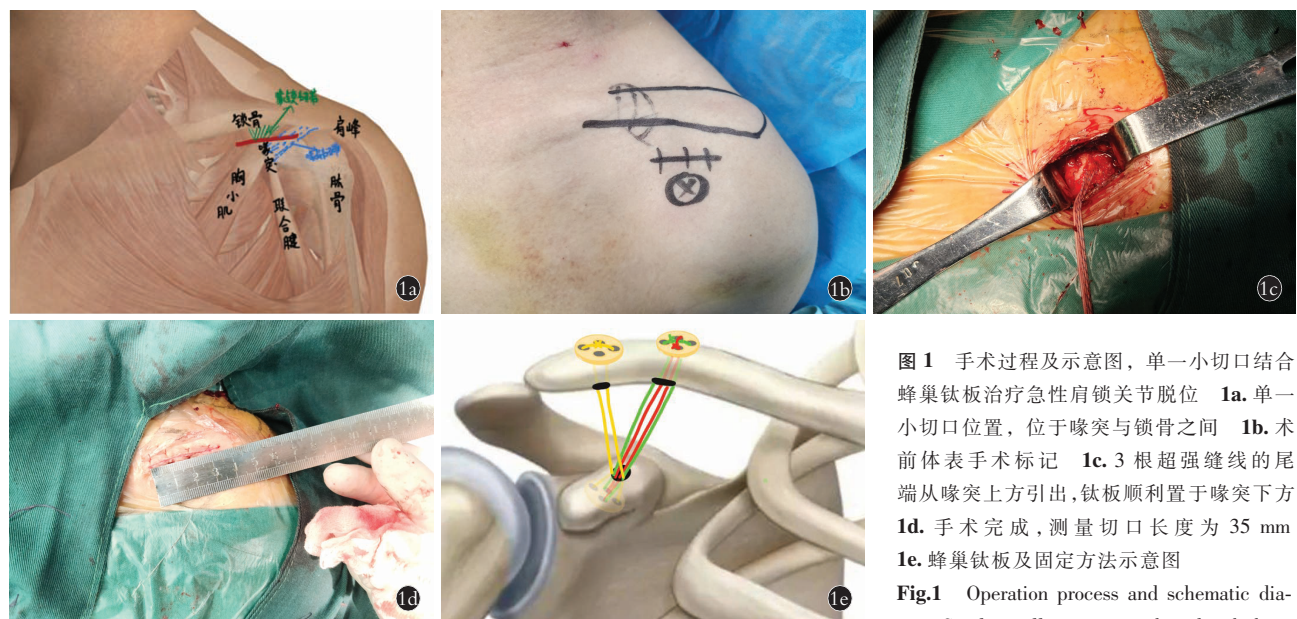 锁骨
肩峰
喙突
胸小肌
联合腱
肱骨
1a
1b
1c
1d
1e
图 1 手术过程及示意图，单一小切口结合
蜂巢钛板治疗急性肩锁关节脱位 1a. 单一
小切口位置，位于喙突与锁骨之间 1b. 术
前体表手术标记 1c. 3 根超强缝线的尾
端从喙突上方引出，钛板顺利置于喙突下方
1d. 手术完成，测量切口长度为 35 mm
1e. 蜂巢钛板及固定方法示意图
Fig.1 Operation process and schematic dia-